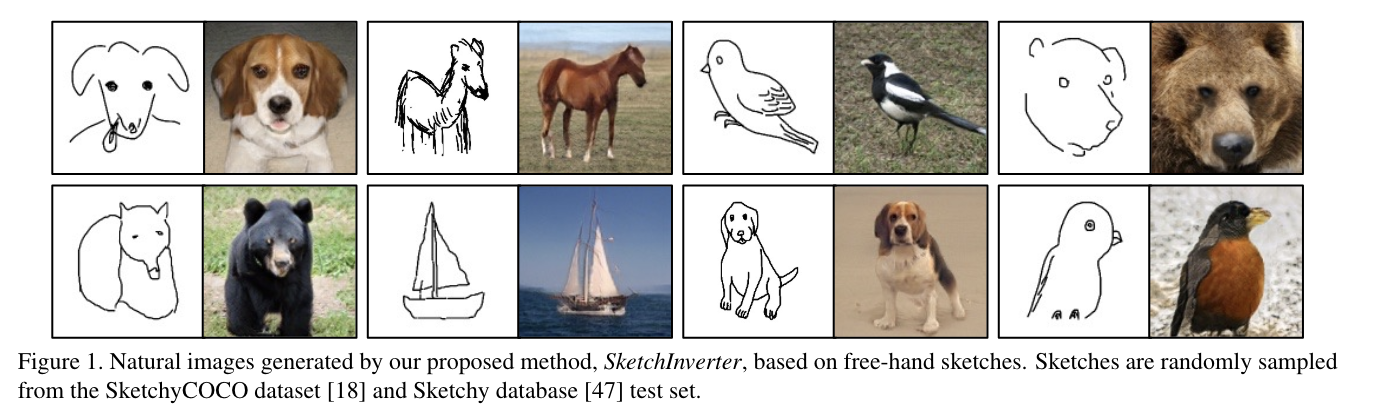 Figure 1. Natural images generated by our proposed method, SketchInverter, based on free-hand sketches. Sketches are randomly sampled
from the SketchyCOCO dataset [18] and Sketchy database [47] test set.